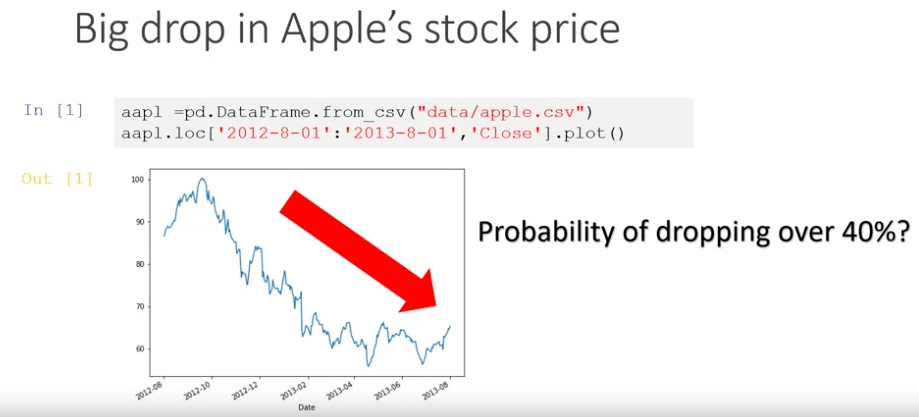 Big drop in Apple's stock price
In [1]
aapl =pd.DataFrame.from_csv("data/apple.csv")
aapl.loc['2012-8-01':'2013-8-01','Close'].plot()
Out [1]
100
90
80
70
60
2012-08
2012-10
2012-12
2013-02
2013-04
2013-06
2013-08
Date
Probability of dropping over 40%?